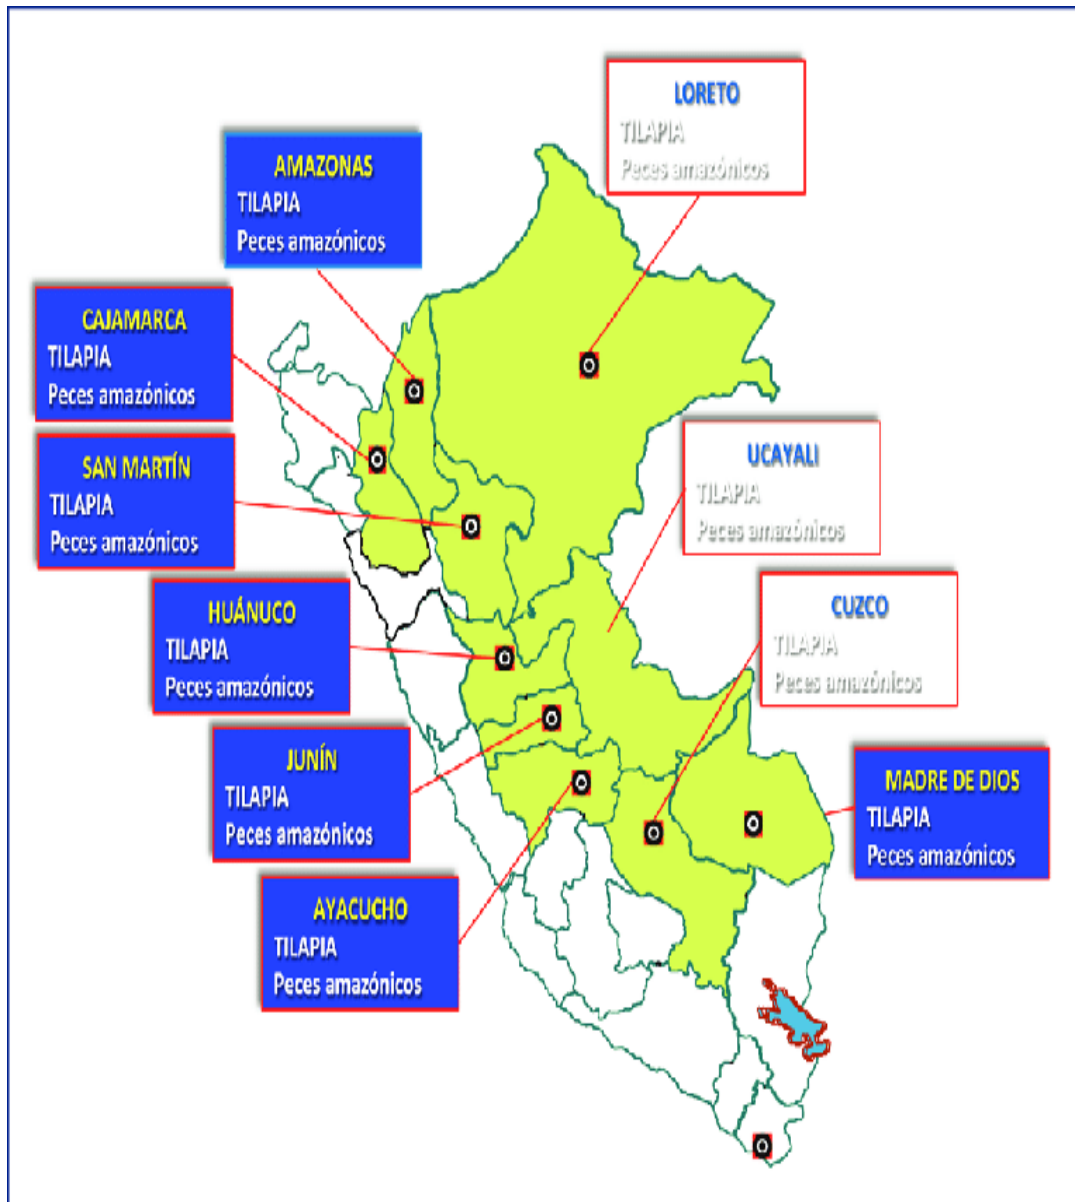 LORETO
TILAPIA
Peces amazónicos
AMAZONAS
TILAPIA
Peces amazónicos
CAJAMARCA
TILAPIA
Peces amazónicos
SAN MARTÍN
TILAPIA
Peces amazónicos
UCAYALI
TILAPIA
Peces amazónicos
HUÁNUCO
TILAPIA
Peces amazónicos
CUZCO
TILAPIA
Peces amazónicos
JUNÍN
TILAPIA
Peces amazónicos
MADRE DE DIOS
TILAPIA
Peces amazónicos
AYACUCHO
TILAPIA
Peces amazónicos